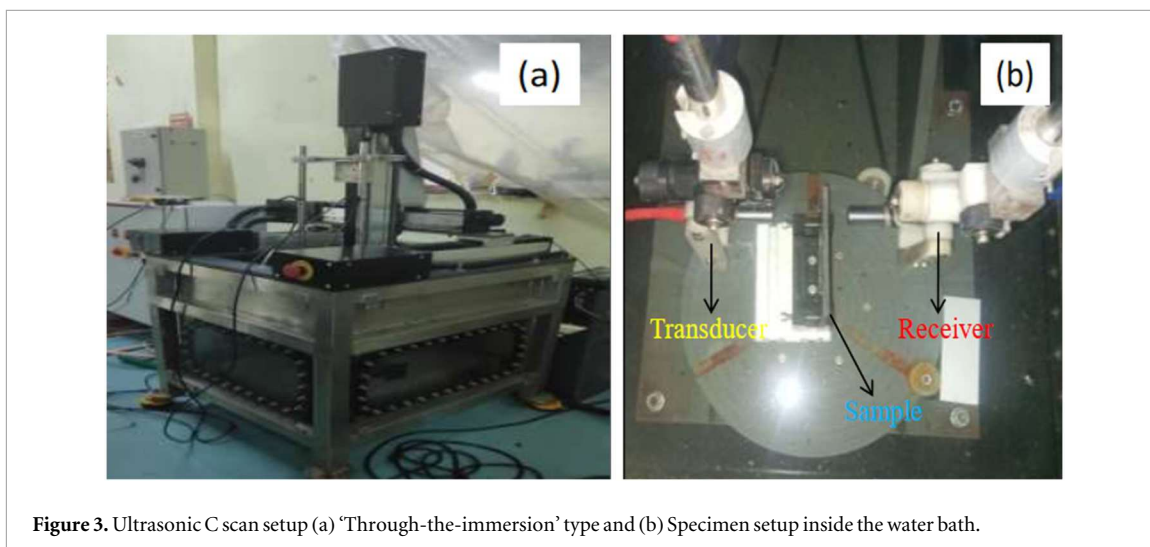 (a)
(b)
Transducer
Receiver
Sample
Figure 3. Ultrasonic C scan setup (a) ‘Through-the-immersion’ type and (b) Specimen setup inside the water bath.